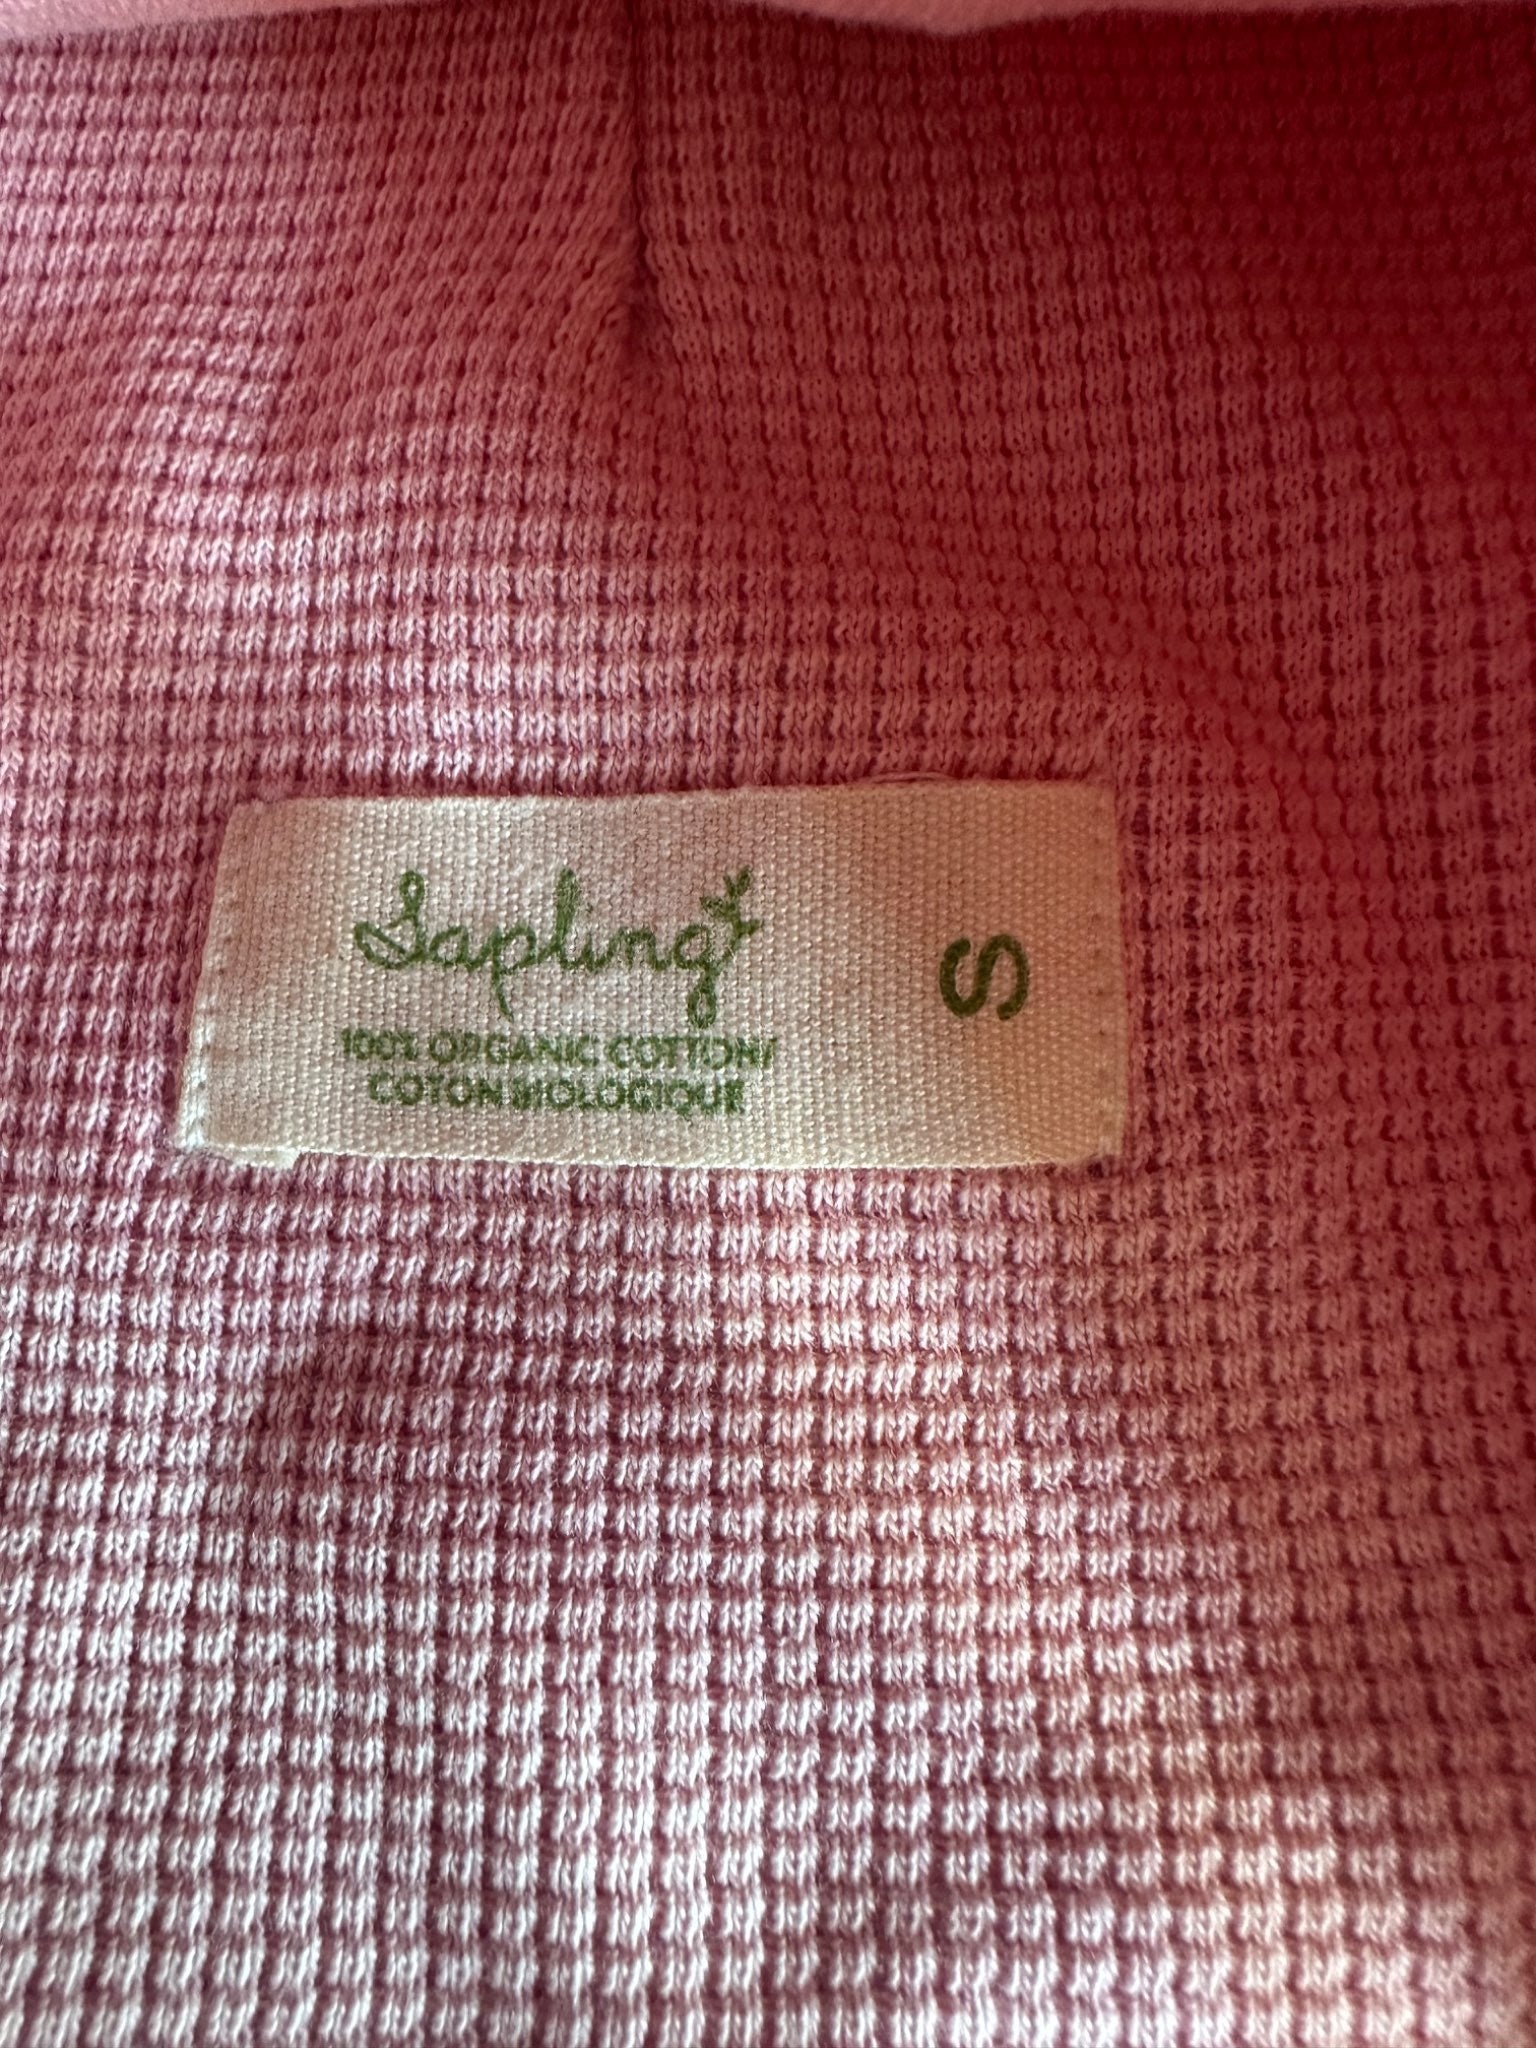 Sapling
S
100% ORGANIC COTTON/
COTON BIOLOGIQUE